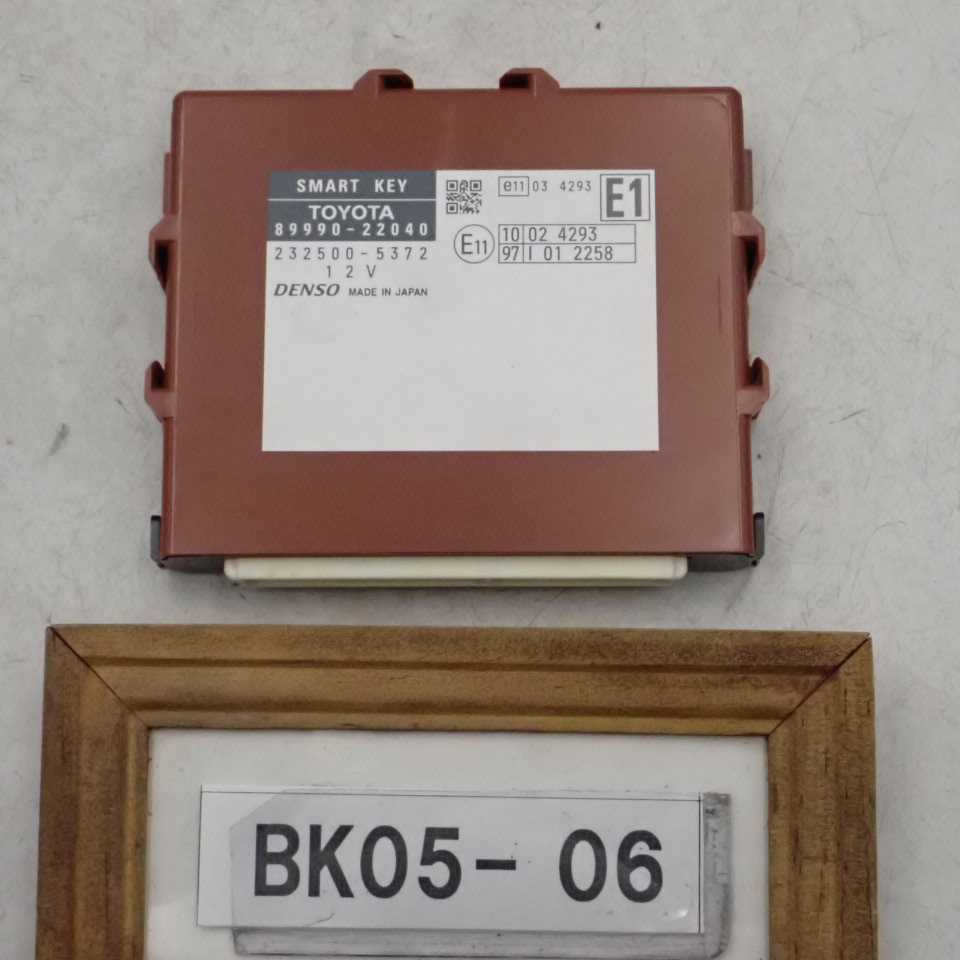 SMART KEY
TOYOTA
89990-22040
232500-5372
12V
DENSO MADE IN JAPAN
e11 03 4293
E1
E11
10 02 4293
97 I 01 2258
BK05- 06